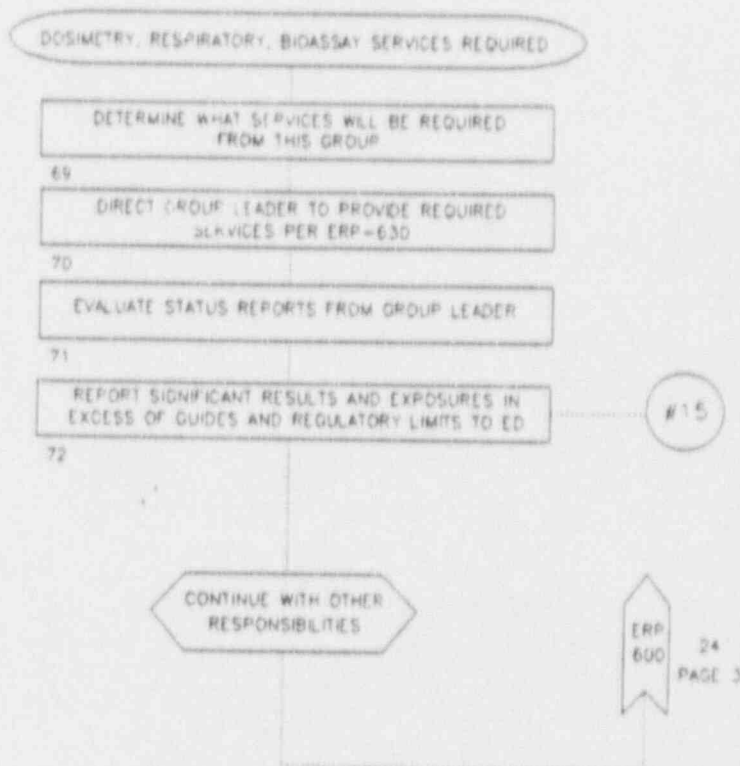 DOSIMETRY, RESPIRATORY, BIOASSAY SERVICES REQUIRED
DETERMINE WHAT SERVICES WILL BE REQUIRED
FROM THIS GROUP
69
DIRECT GROUP LEADER TO PROVIDE REQUIRED
SERVICES PER ERP-630
70
EVALUATE STATUS REPORTS FROM GROUP LEADER
71
REPORT SIGNIFICANT RESULTS AND EXPOSURES IN
EXCESS OF GUIDES AND REGULATORY LIMITS TO ED
#15
72
CONTINUE WITH OTHER
RESPONSIBILITIES
ERP
600
24
PAGE 3